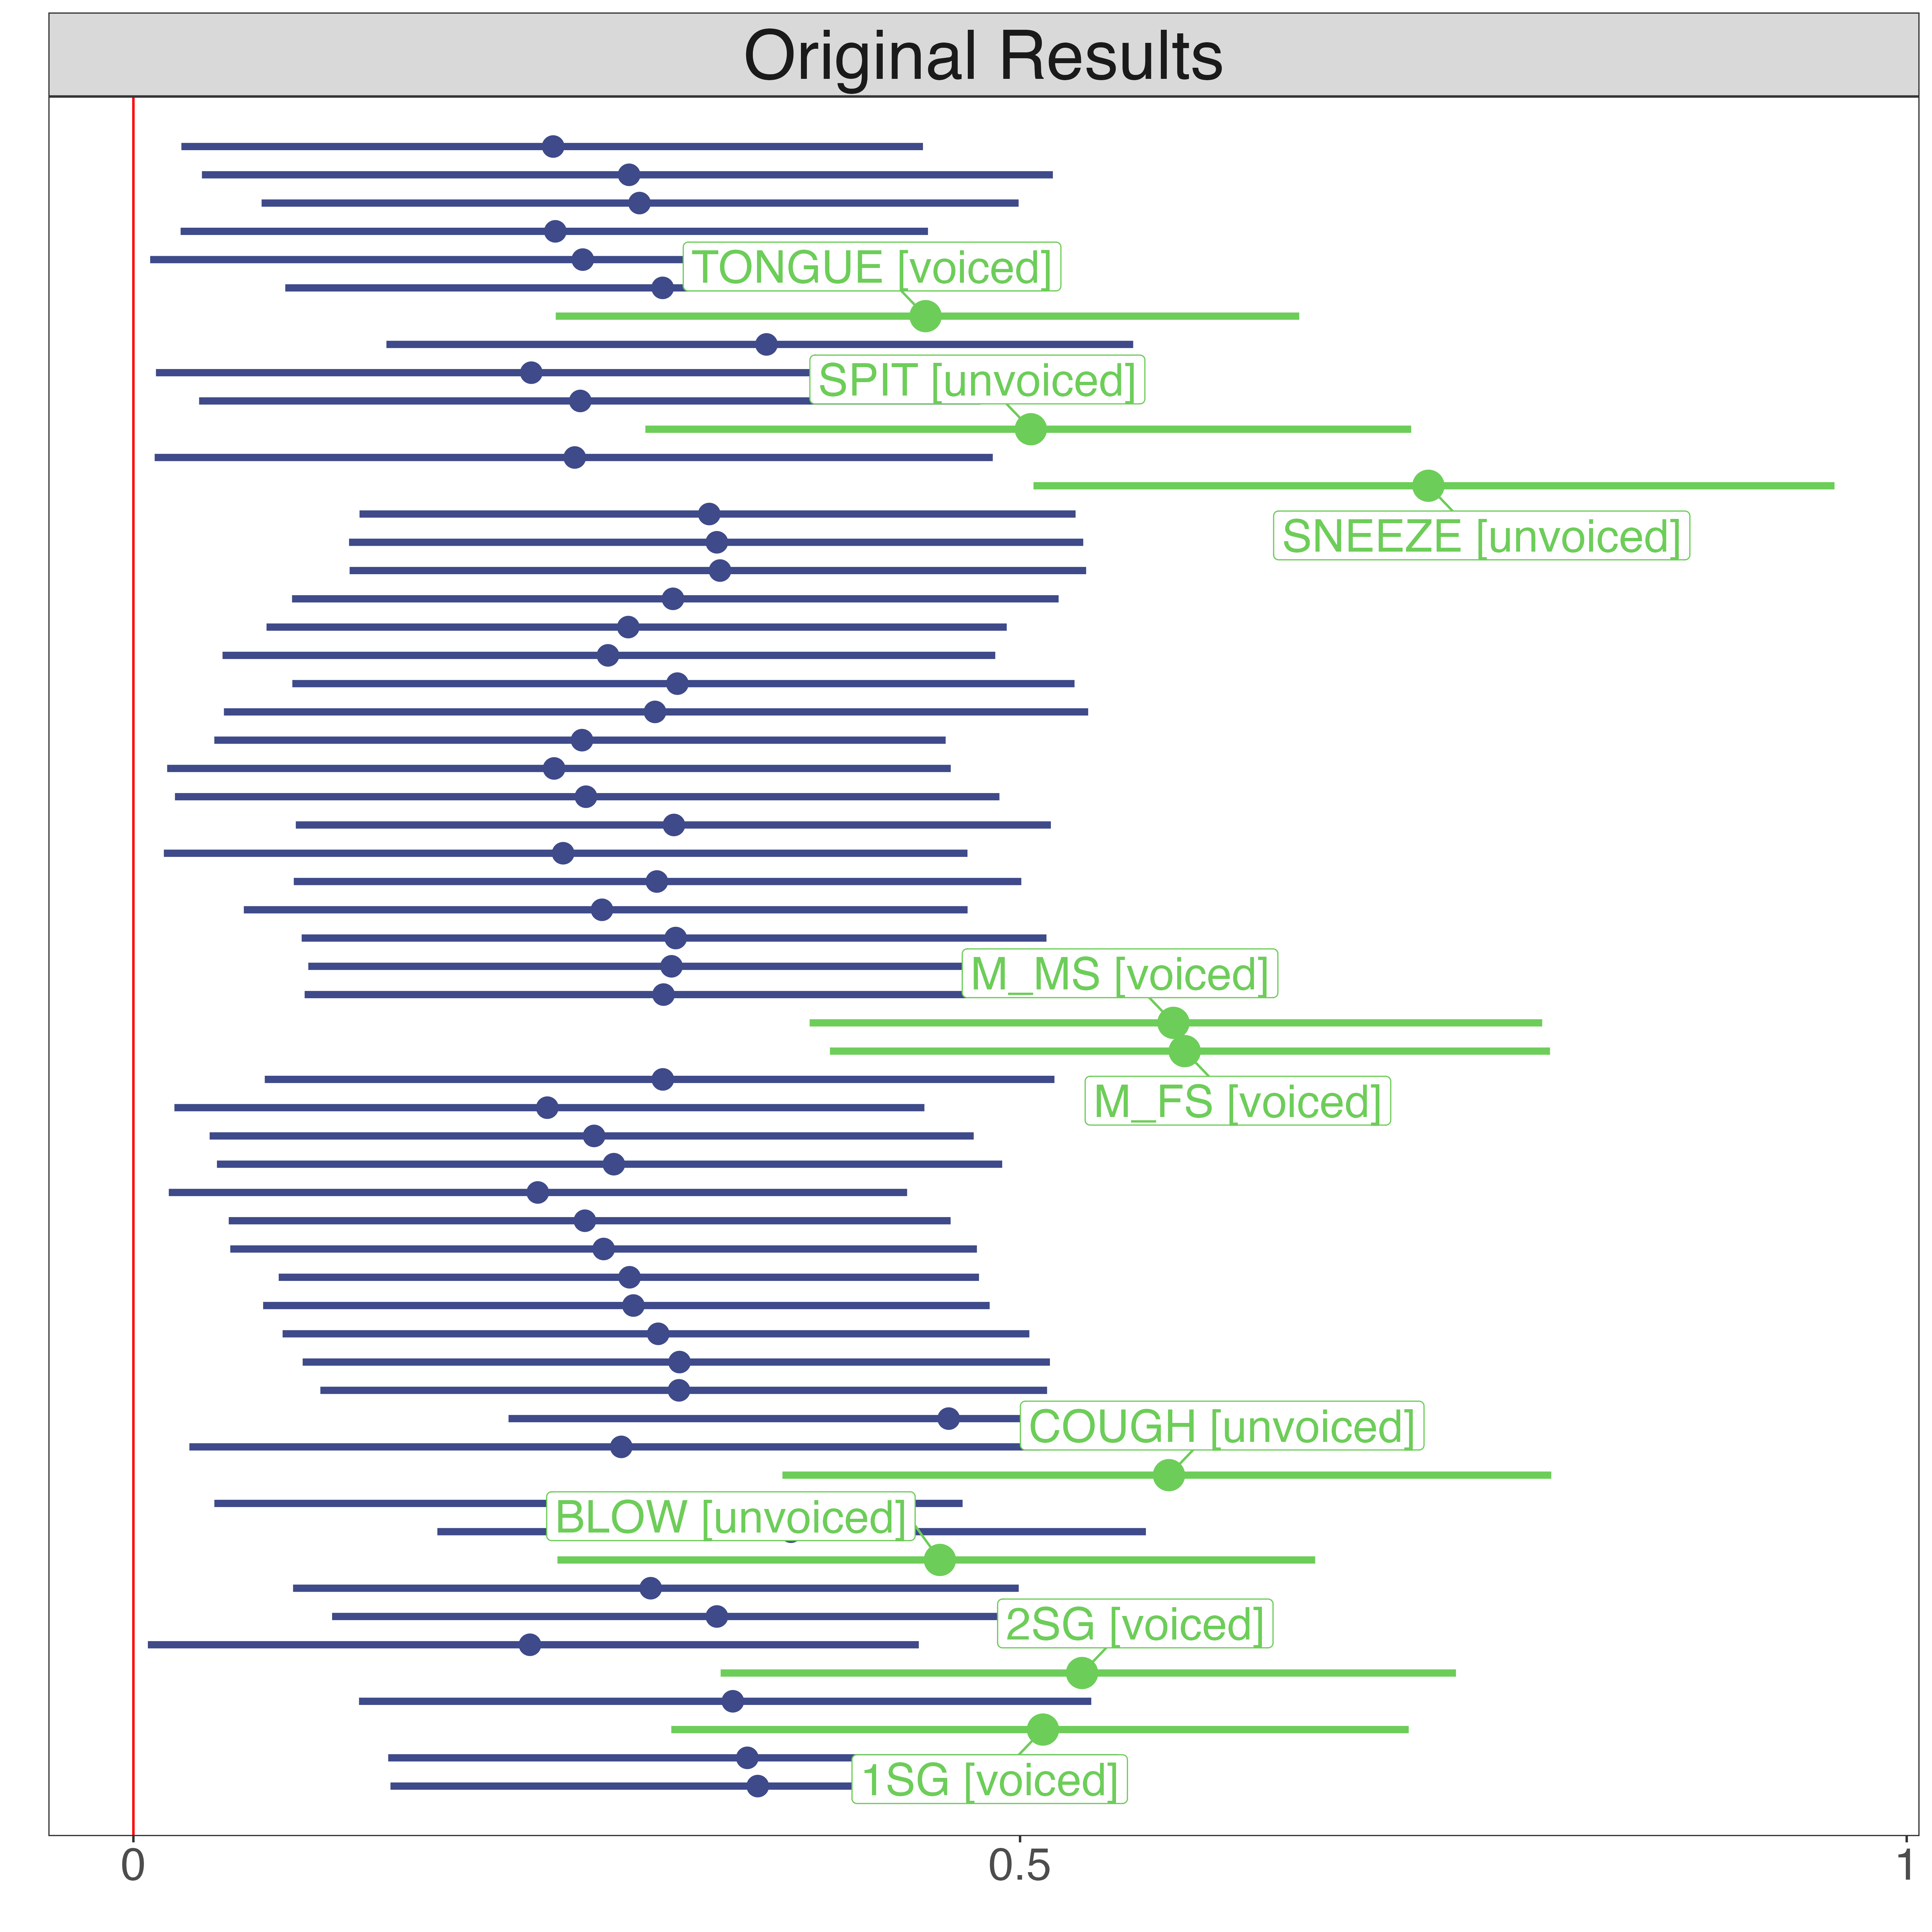 Original Results
TONGUE [voiced]
SPIT [unvoiced]
SNEEZE [unvoiced]
M_MS [voiced]
M_FS [voiced]
COUGH [unvoiced]
BLOW [unvoiced]
2SG [voiced]
1SG [voiced]
0 0.5 1